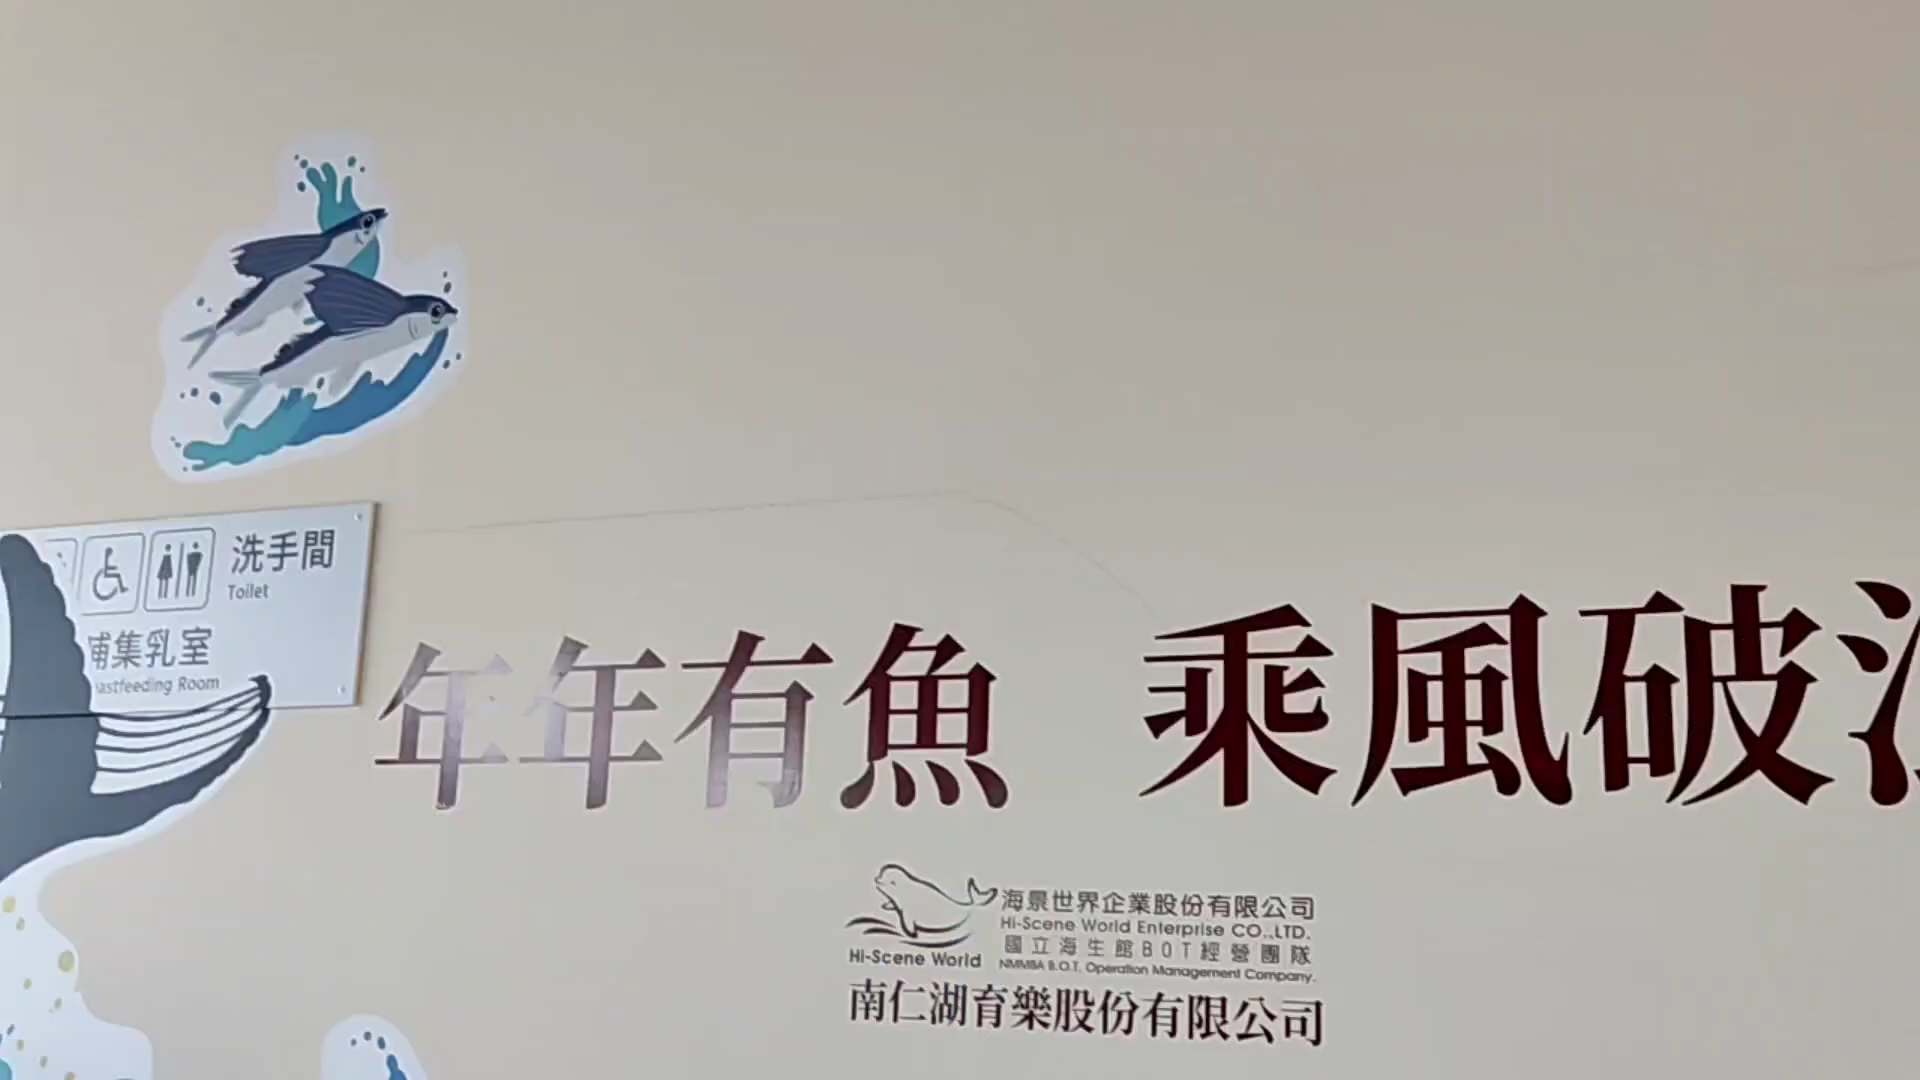 洗手間
Toilet
集乳室
Room
年年有魚 乘風破
海景世界企業股份有限公司
Hi-Scene World Enterprise CO.,LTD.
國立海生館BOT經營團隊
NMMBA B.O.T. Operation Management Company.
Hi-Scene World
南仁湖育樂股份有限公司